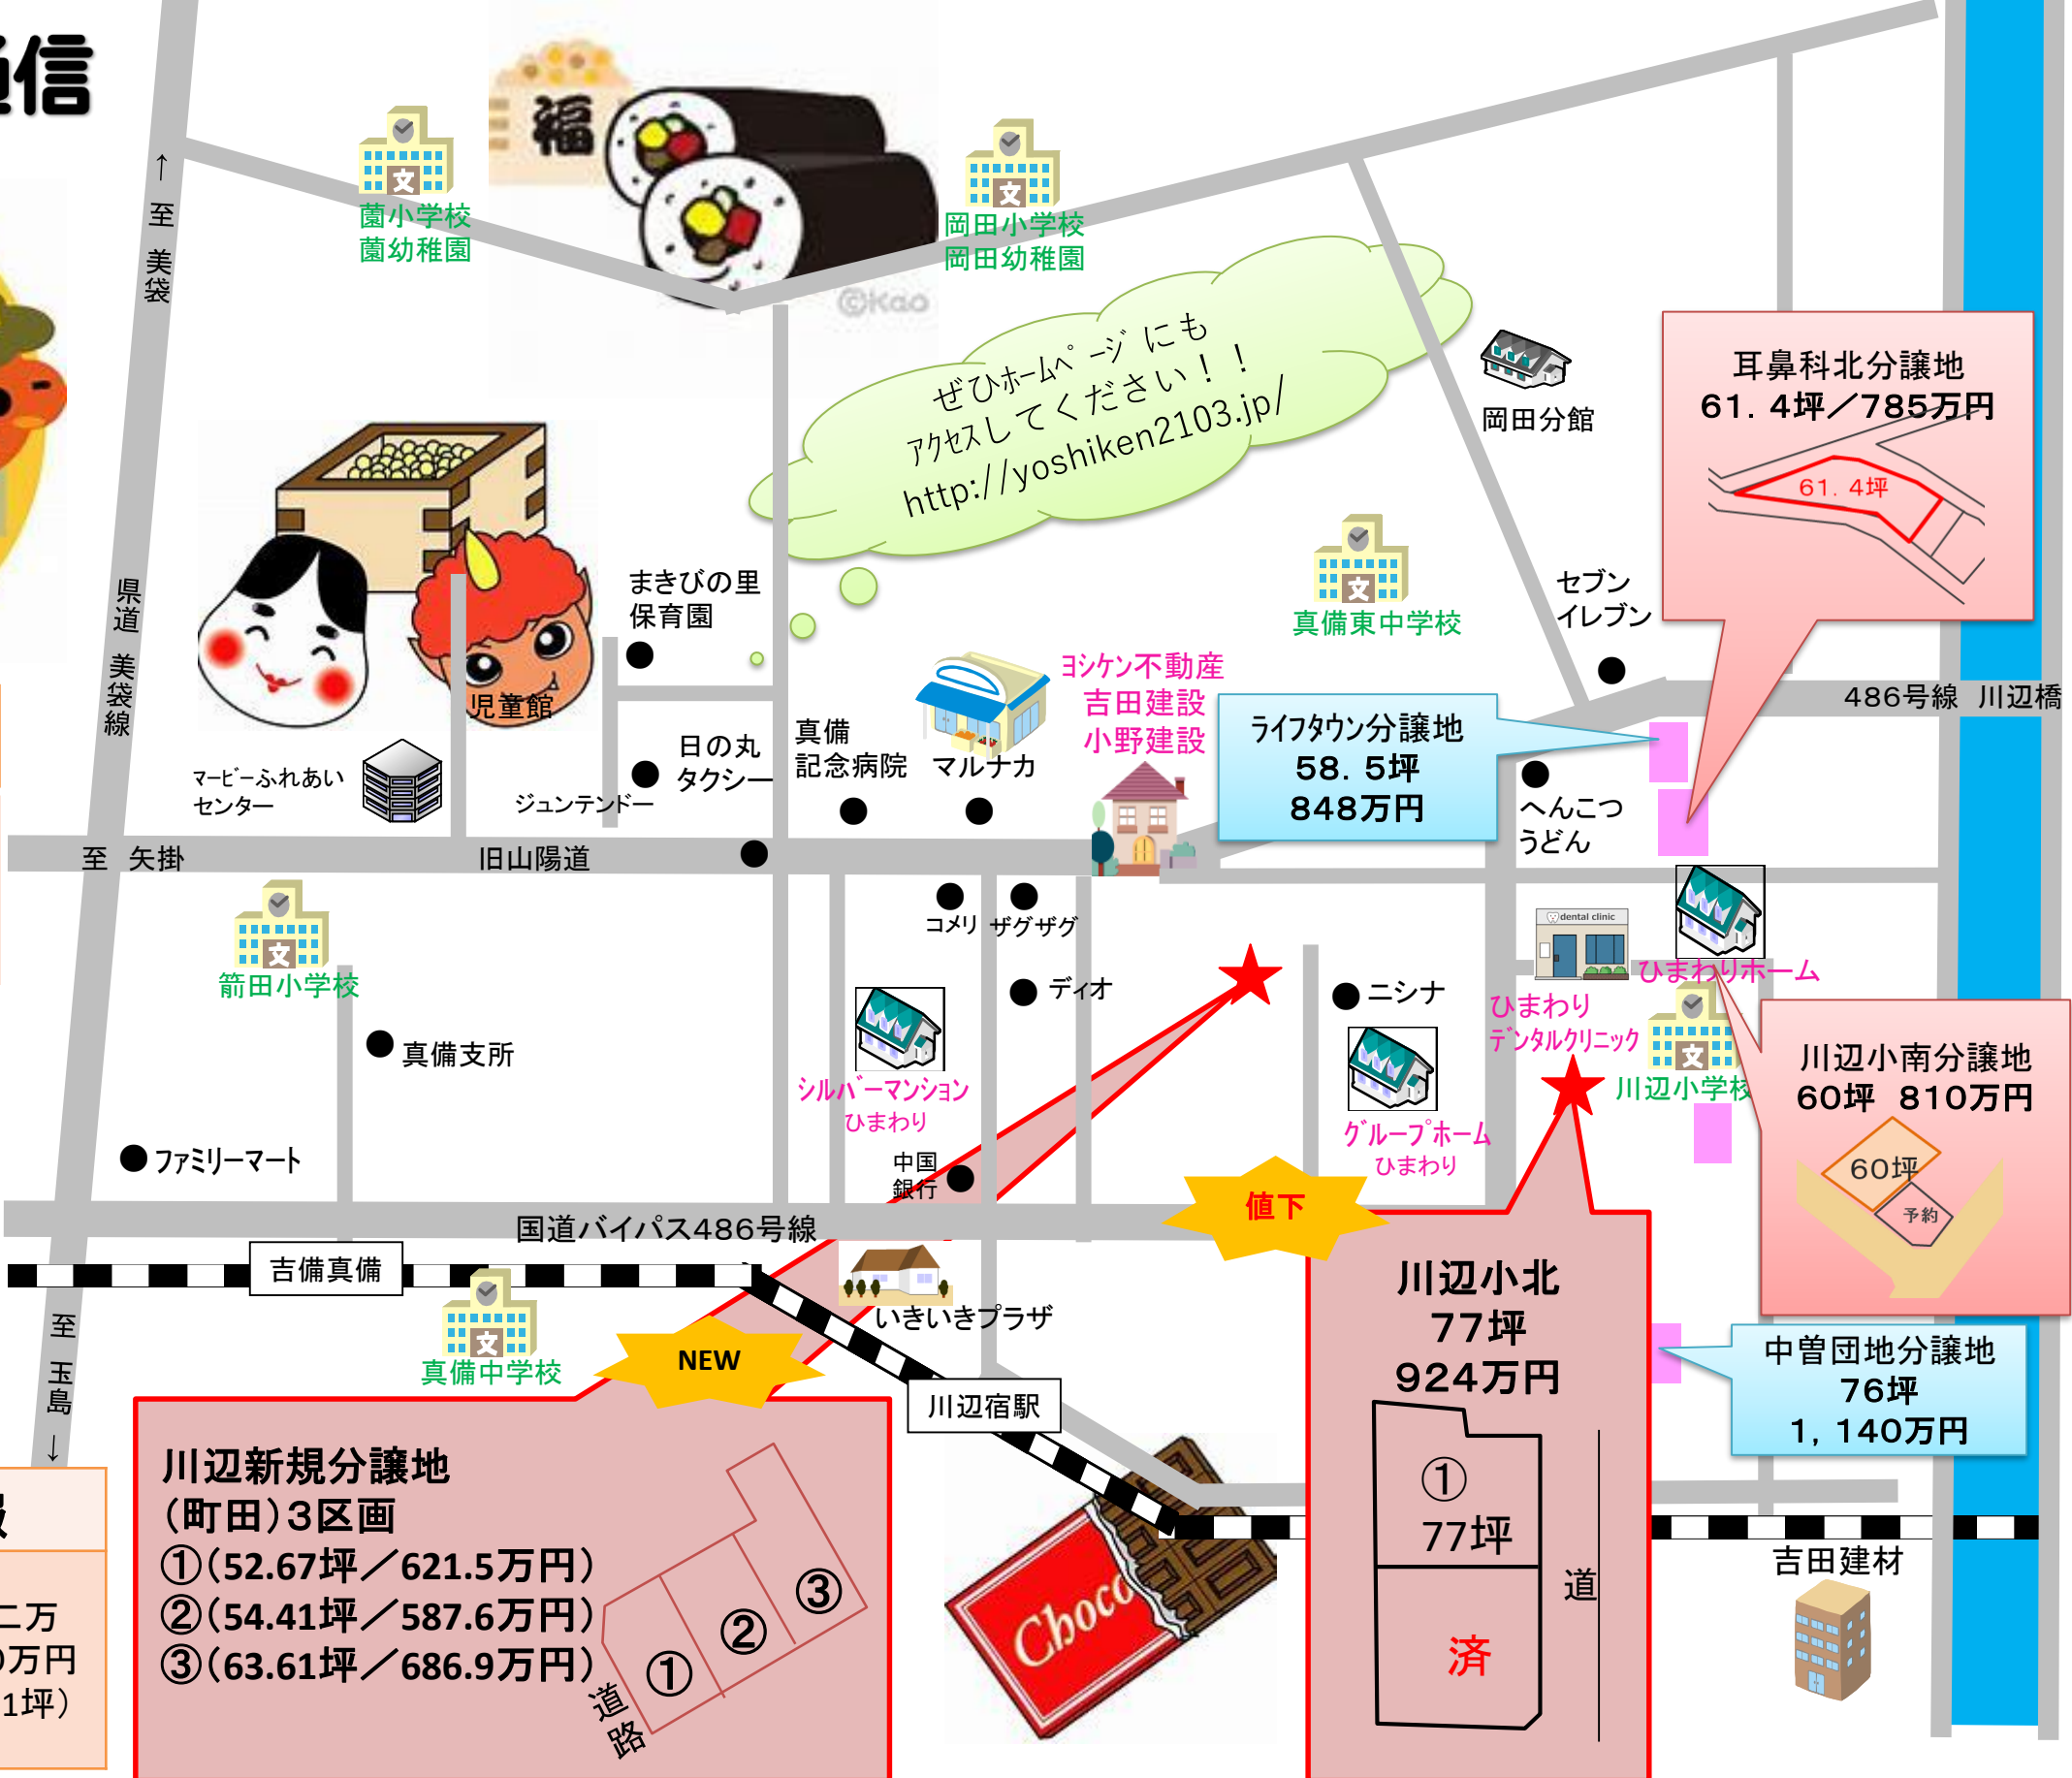 通信
↑ 至 美袋
県道 美袋線
薗小学校
薗幼稚園
福
©Kao
岡田小学校
岡田幼稚園
ぜひホームページ にも
アクセスしてください！！
http://yoshiken2103.jp/
岡田分館
耳鼻科北分譲地
61．4坪／785万円
61．4坪
まきびの里
保育園
真備東中学校
セブン
イレブン
486号線 川辺橋
児童館
ヨシケン不動産
吉田建設
小野建設
ライフタウン分譲地
58．5坪
848万円
マービーふれあい
センター
ジュンテンドー
日の丸
タクシー
真備
記念病院
マルナカ
へんこつ
うどん
至 矢掛
旧山陽道
コメリ
ザグザグ
dental clinic
ひまわりホーム
箭田小学校
ディオ
ニシナ
ひまわり
デンタルクリニック
真備支所
シルバーマンション
ひまわり
グループホーム
ひまわり
川辺小学校
川辺小南分譲地
60坪 810万円
60坪
予約
ファミリーマート
中国
銀行
値下
国道バイパス486号線
吉備真備
いきいきプラザ
真備中学校
至 玉島 ↓
NEW
川辺宿駅
川辺小北
77坪
924万円
①
77坪
済
道
中曽団地分譲地
76坪
1，140万円
川辺新規分譲地
（町田）3区画
①（52.67坪／621.5万円）
②（54.41坪／587.6万円）
③（63.61坪／686.9万円）
①
②
③
道路
Choco
吉田建材
二万
0万円
1坪）